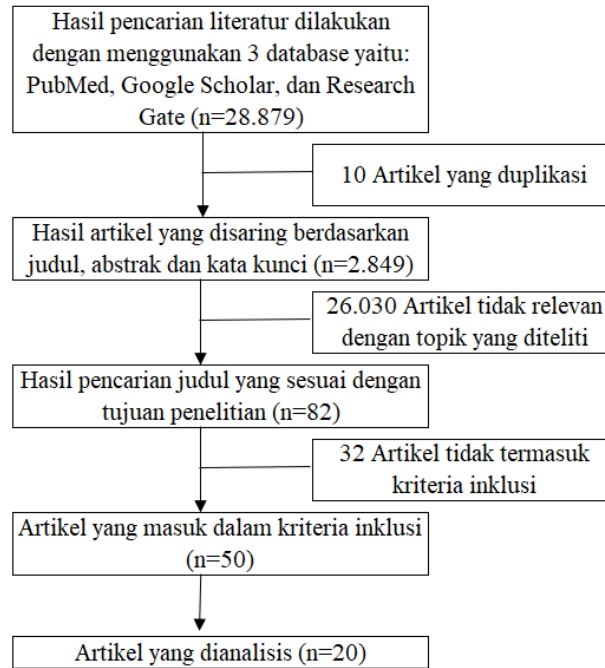 Hasil pencarian literatur dilakukan
dengan menggunakan 3 database yaitu:
PubMed, Google Scholar, dan Research
Gate (n=28.879)
10 Artikel yang duplikasi
Hasil artikel yang disaring berdasarkan
judul, abstrak dan kata kunci (n=2.849)
26.030 Artikel tidak relevan
dengan topik yang diteliti
Hasil pencarian judul yang sesuai dengan
tujuan penelitian (n=82)
32 Artikel tidak termasuk
kriteria inklusi
Artikel yang masuk dalam kriteria inklusi
(n=50)
Artikel yang dianalisis (n=20)